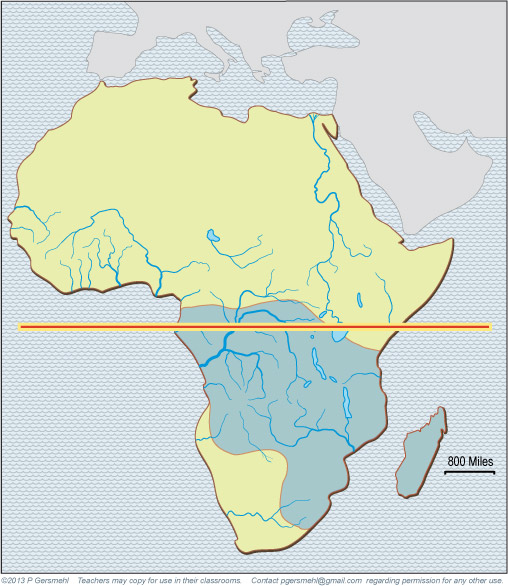 800 Miles
©2013 P Gersmehl Teachers may copy for use in their classrooms. Contact pgersmehl@gmail.com regarding permission for any other use.